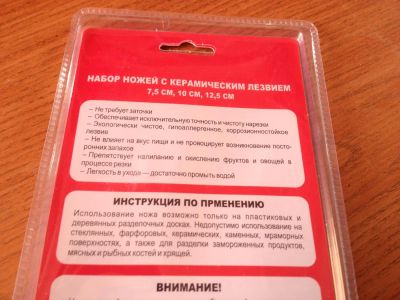 НАБОР НОЖЕЙ С КЕРАМИЧЕСКИМ ЛЕЗВИЕМ
7,5 СМ, 10 СМ, 12,5 СМ
– Не требует заточки
– Обеспечивает исключительную точность и чистоту нарезки
– Экологически чистое, гипоаллергенное, коррозионностойкое
лезвие
– Не влияет на вкус пищи и не провоцирует возникновение посто-
ронних запахов
– Препятствует налипанию и окислению фруктов и овощей в
процессе резки
– Легкость в уходе — достаточно промыть водой
ИНСТРУКЦИЯ ПО ПРМЕНЕНИЮ
Использование ножа возможно только на пластиковых и
деревянных разделочных досках. Недопустимо использование на
стеклянных, фарфоровых, керамических, каменных, мраморных
поверхностях, а также для разделки замороженных продуктов,
мясных и рыбных костей и хрящей.
ВНИМАНИЕ!